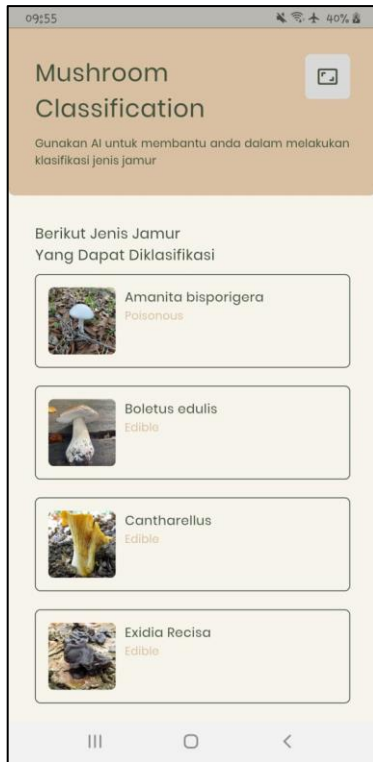 09:55
40%
Mushroom
Classification
Gunakan AI untuk membantu anda dalam melakukan
klasifikasi jenis jamur
Berikut Jenis Jamur
Yang Dapat Diklasifikasi
Amanita bisporigera
Poisonous
Boletus edulis
Edible
Cantharellus
Edible
Exidia Recisa
Edible